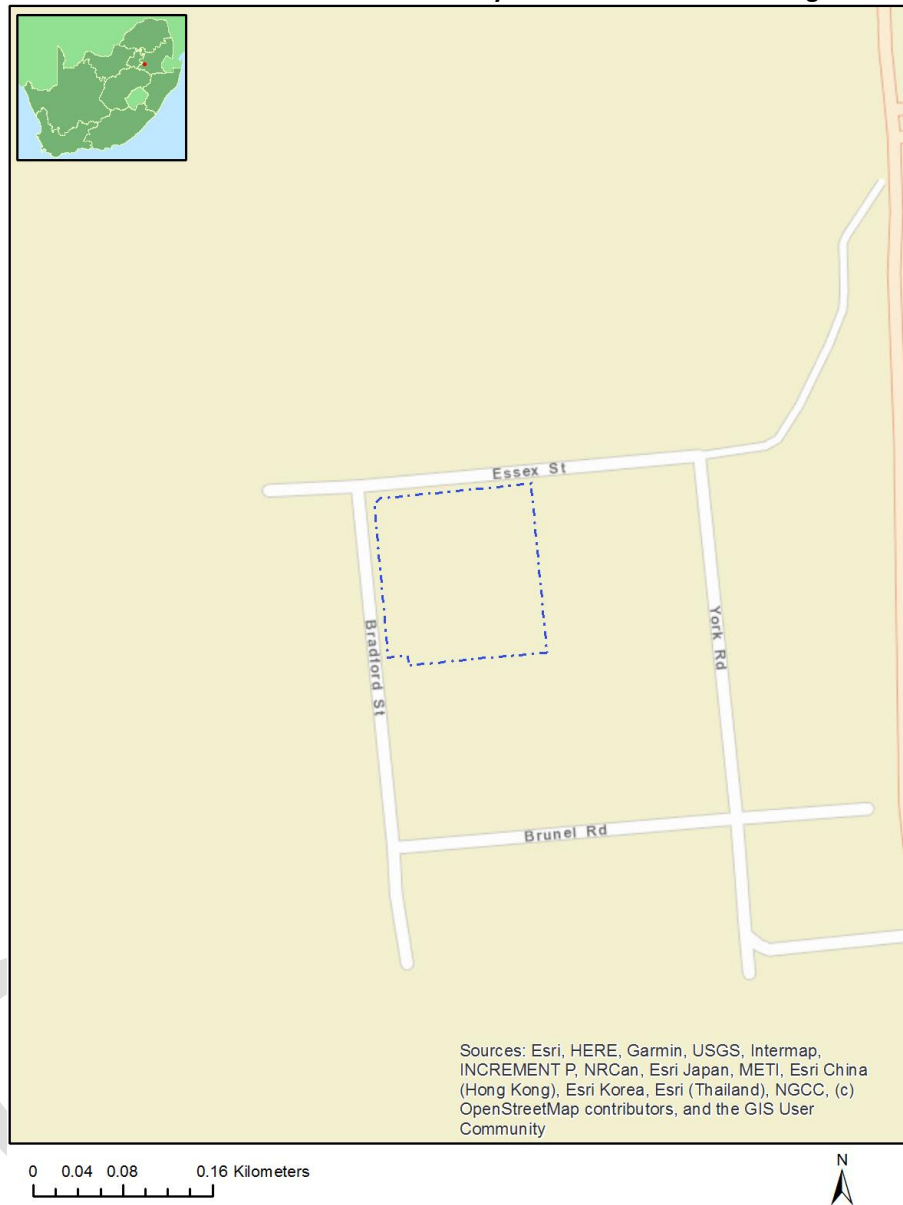 Essex St
Bradford St
York Rd
Brunel Rd
Sources: Esri, HERE, Garmin, USGS, Intermap,
INCREMENT P, NRCan, Esri Japan, METI, Esri China
(Hong Kong), Esri Korea, Esri (Thailand), NGCC, (c)
OpenStreetMap contributors, and the GIS User
Community
0 0.04 0.08 0.16 Kilometers
N